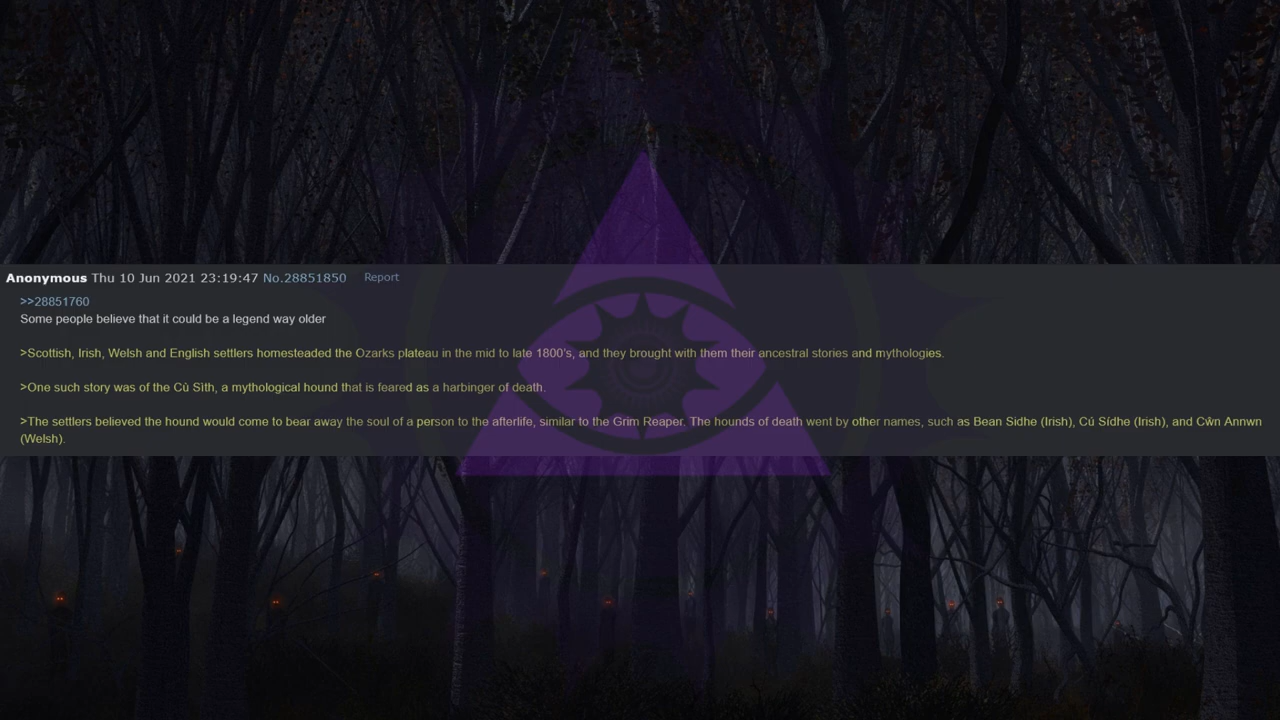 Anonymous Thu 10 Jun 2021 23:19:47 No.28851850 Report
>>28851760
Some people believe that it could be a legend way older
>Scottish, Irish, Welsh and English settlers homesteaded the Ozarks plateau in the mid to late 1800's, and they brought with them their ancestral stories and mythologies.
>One such story was of the Cù Sìth, a mythological hound that is feared as a harbinger of death.
>The settlers believed the hound would come to bear away the soul of a person to the afterlife, similar to the Grim Reaper. The hounds of death went by other names, such as Bean Sidhe (Irish), Cú Sídhe (Irish), and Cŵn Annwn
(Welsh).